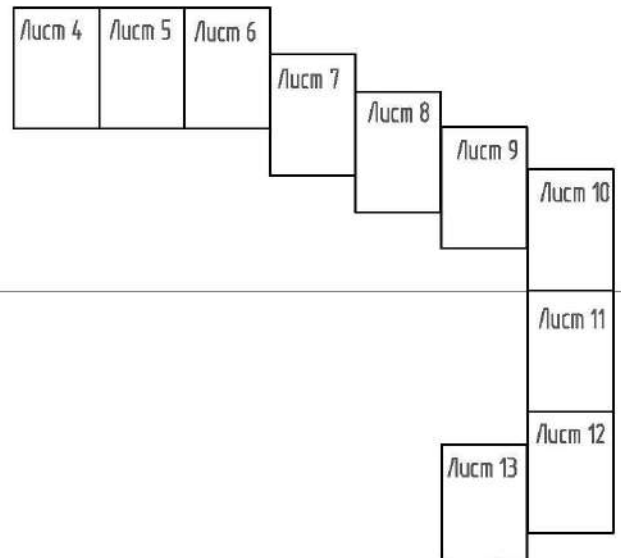 Лист 4
Лист 5
Лист 6
Лист 7
Лист 8
Лист 9
Лист 10
Лист 11
Лист 12
Лист 13